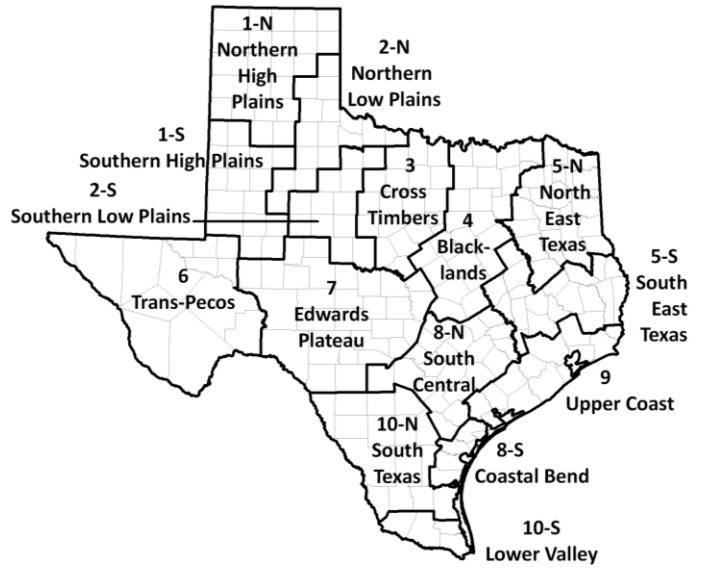 1-N
Northern
High
Plains
2-N
Northern
Low Plains
1-S
Southern High Plains
2-S
Southern Low Plains
3
Cross
Timbers
4
Black-
lands
5-N
North
East
Texas
5-S
South
East
Texas
6
Trans-Pecos
7
Edwards
Plateau
8-N
South
Central
9
Upper Coast
10-N
South
Texas
8-S
Coastal Bend
10-S
Lower Valley